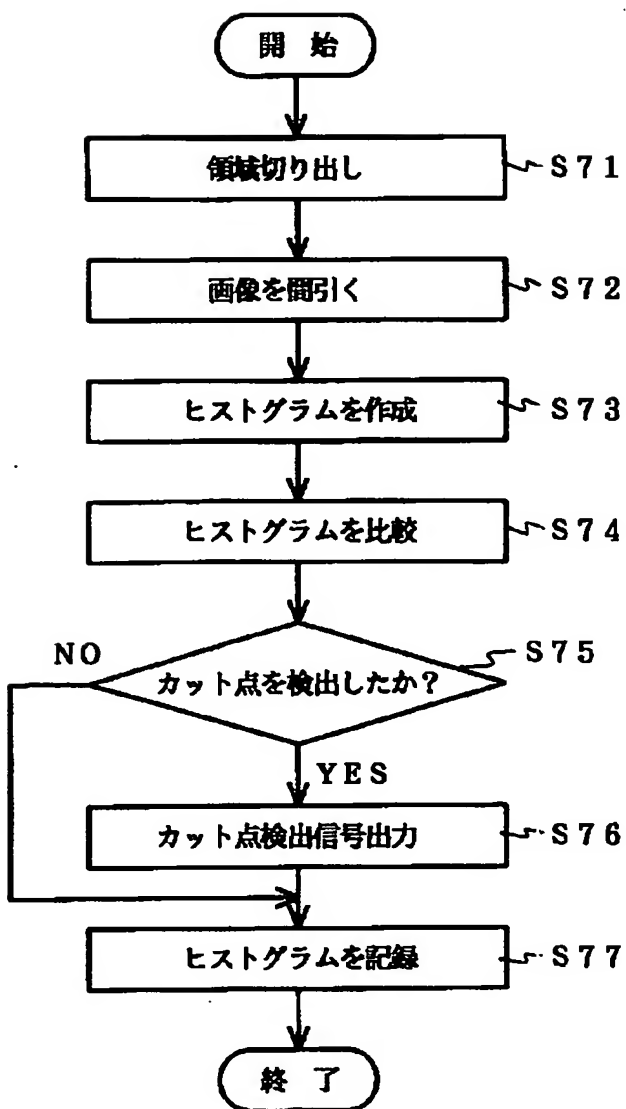 開 始
領域切り出し S71
画像を間引く S72
ヒストグラムを作成 S73
ヒストグラムを比較 S74
NO
カット点を検出したか? S75
YES
カット点検出信号出力 S76
ヒストグラムを記録 S77
終 了